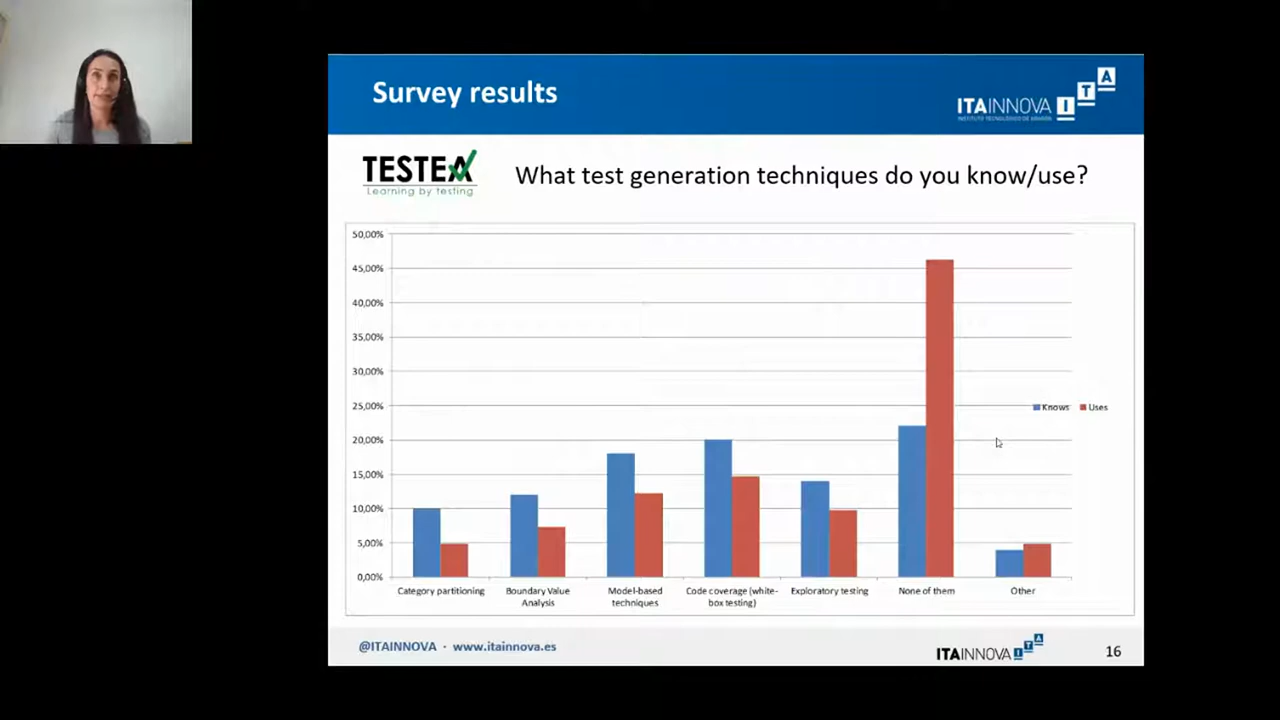 Survey results
ITAINNOVA ITA
INSTITUTO TECNOLÓGICO DE ARAGÓN
TESTEA
Learning by testing
What test generation techniques do you know/use?
50,00%
45,00%
40,00%
35,00%
30,00%
25,00%
20,00%
15,00%
10,00%
5,00%
0,00%
Knows Uses
Category partitioning
Boundary Value
Analysis
Model-based
techniques
Code coverage (white-
box testing)
Exploratory testing
None of them
Other
@ITAINNOVA · www.itainnova.es
ITAINNOVA ITA
16